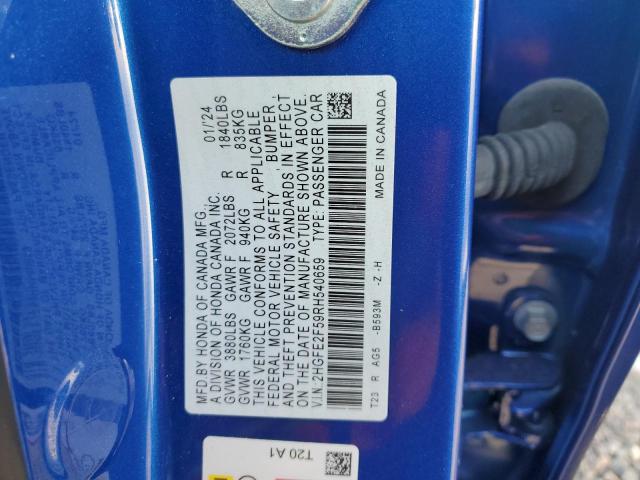 MFD.BY HONDA OF CANADA MFG., 01/'24
A DIVISION OF HONDA CANADA INC.
GVWR 3880LBS GAWR F 2072LBS R 1840LBS
GVWR 1760KG GAWR F 940KG R 835KG
THIS VEHICLE CONFORMS TO ALL APPLICABLE
FEDERAL MOTOR VEHICLE SAFETY, BUMPER,
AND THEFT PREVENTION STANDARDS IN EFFECT
ON THE DATE OF MANUFACTURE SHOWN ABOVE.
V.I.N.:2HGFE2F59RH540659 TYPE: PASSENGER CAR
T23 R AG5 -B593M -Z -H MADE IN CANADA
T20 A1